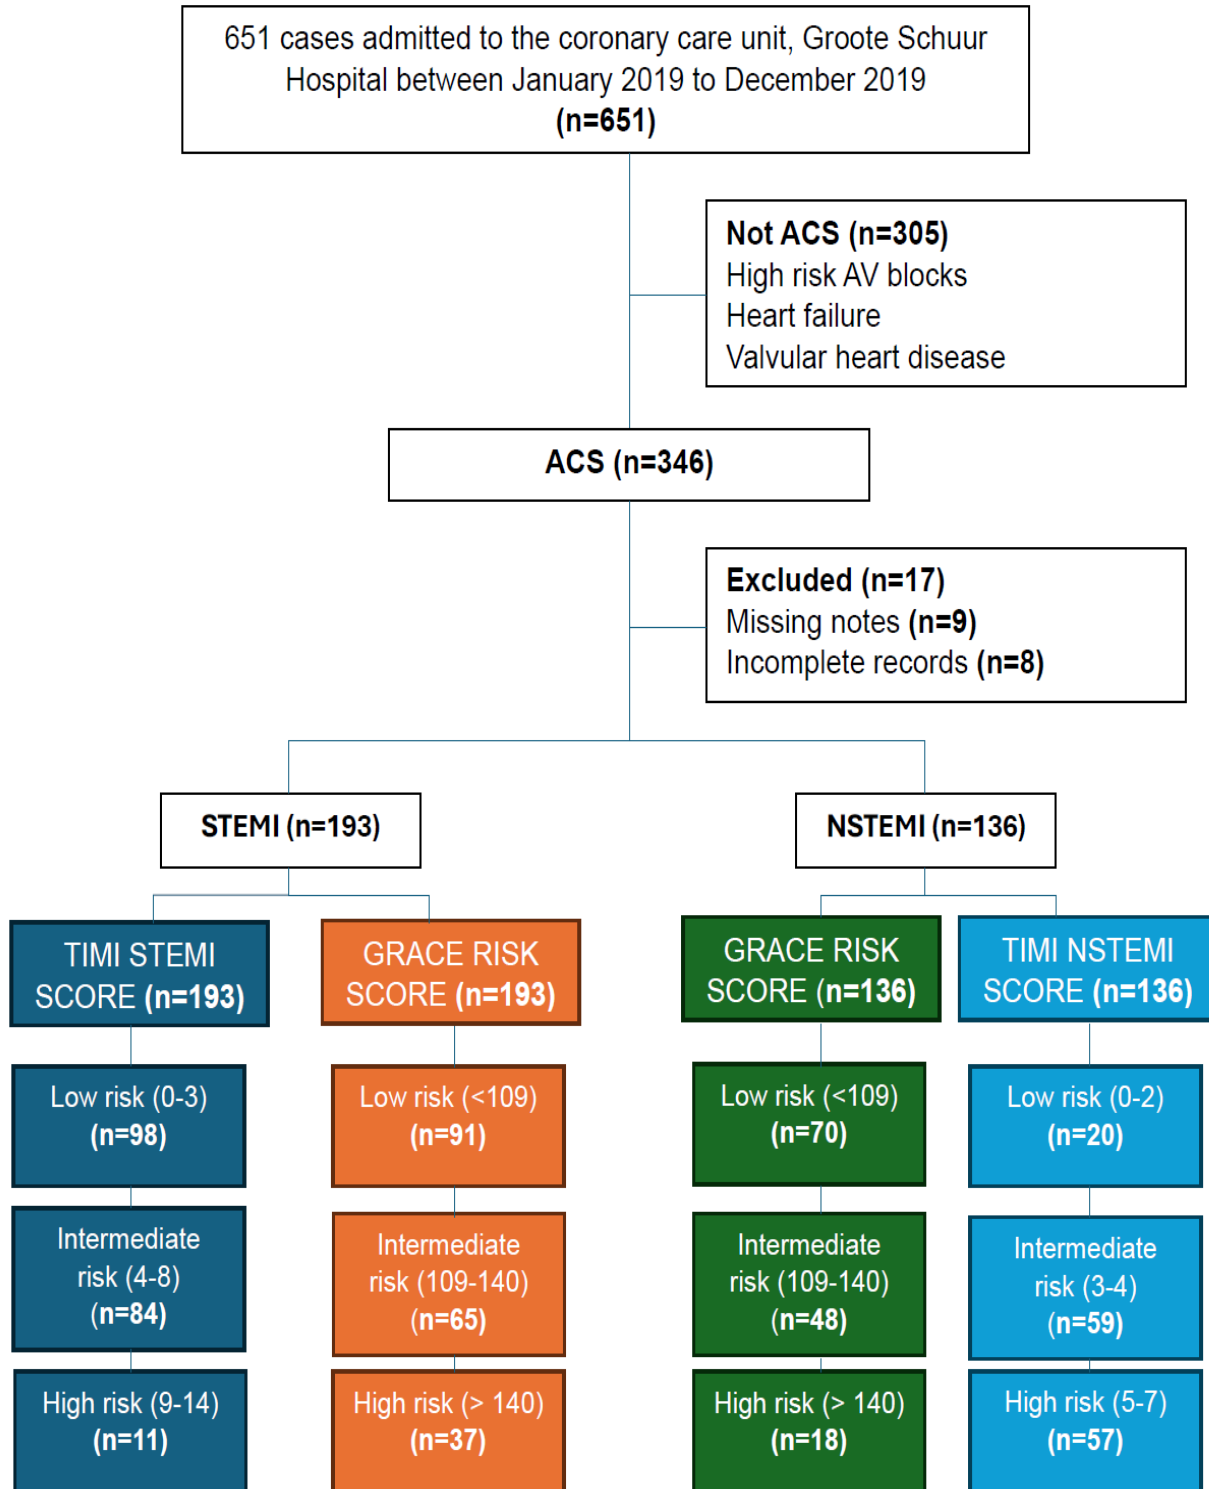 651 cases admitted to the coronary care unit, Groote Schuur
Hospital between January 2019 to December 2019
(n=651)
Not ACS (n=305)
High risk AV blocks
Heart failure
Valvular heart disease
ACS (n=346)
Excluded (n=17)
Missing notes (n=9)
Incomplete records (n=8)
STEMI (n=193)
NSTEMI (n=136)
TIMI STEMI
SCORE (n=193)
Low risk (0-3)
(n=98)
Intermediate
risk (4-8)
(n=84)
High risk (9-14)
(n=11)
GRACE RISK
SCORE (n=193)
Low risk (<109)
(n=91)
Intermediate
risk (109-140)
(n=65)
High risk (> 140)
(n=37)
GRACE RISK
SCORE (n=136)
Low risk (<109)
(n=70)
Intermediate
risk (109-140)
(n=48)
High risk (> 140)
(n=18)
TIMI NSTEMI
SCORE (n=136)
Low risk (0-2)
(n=20)
Intermediate
risk (3-4)
(n=59)
High risk (5-7)
(n=57)